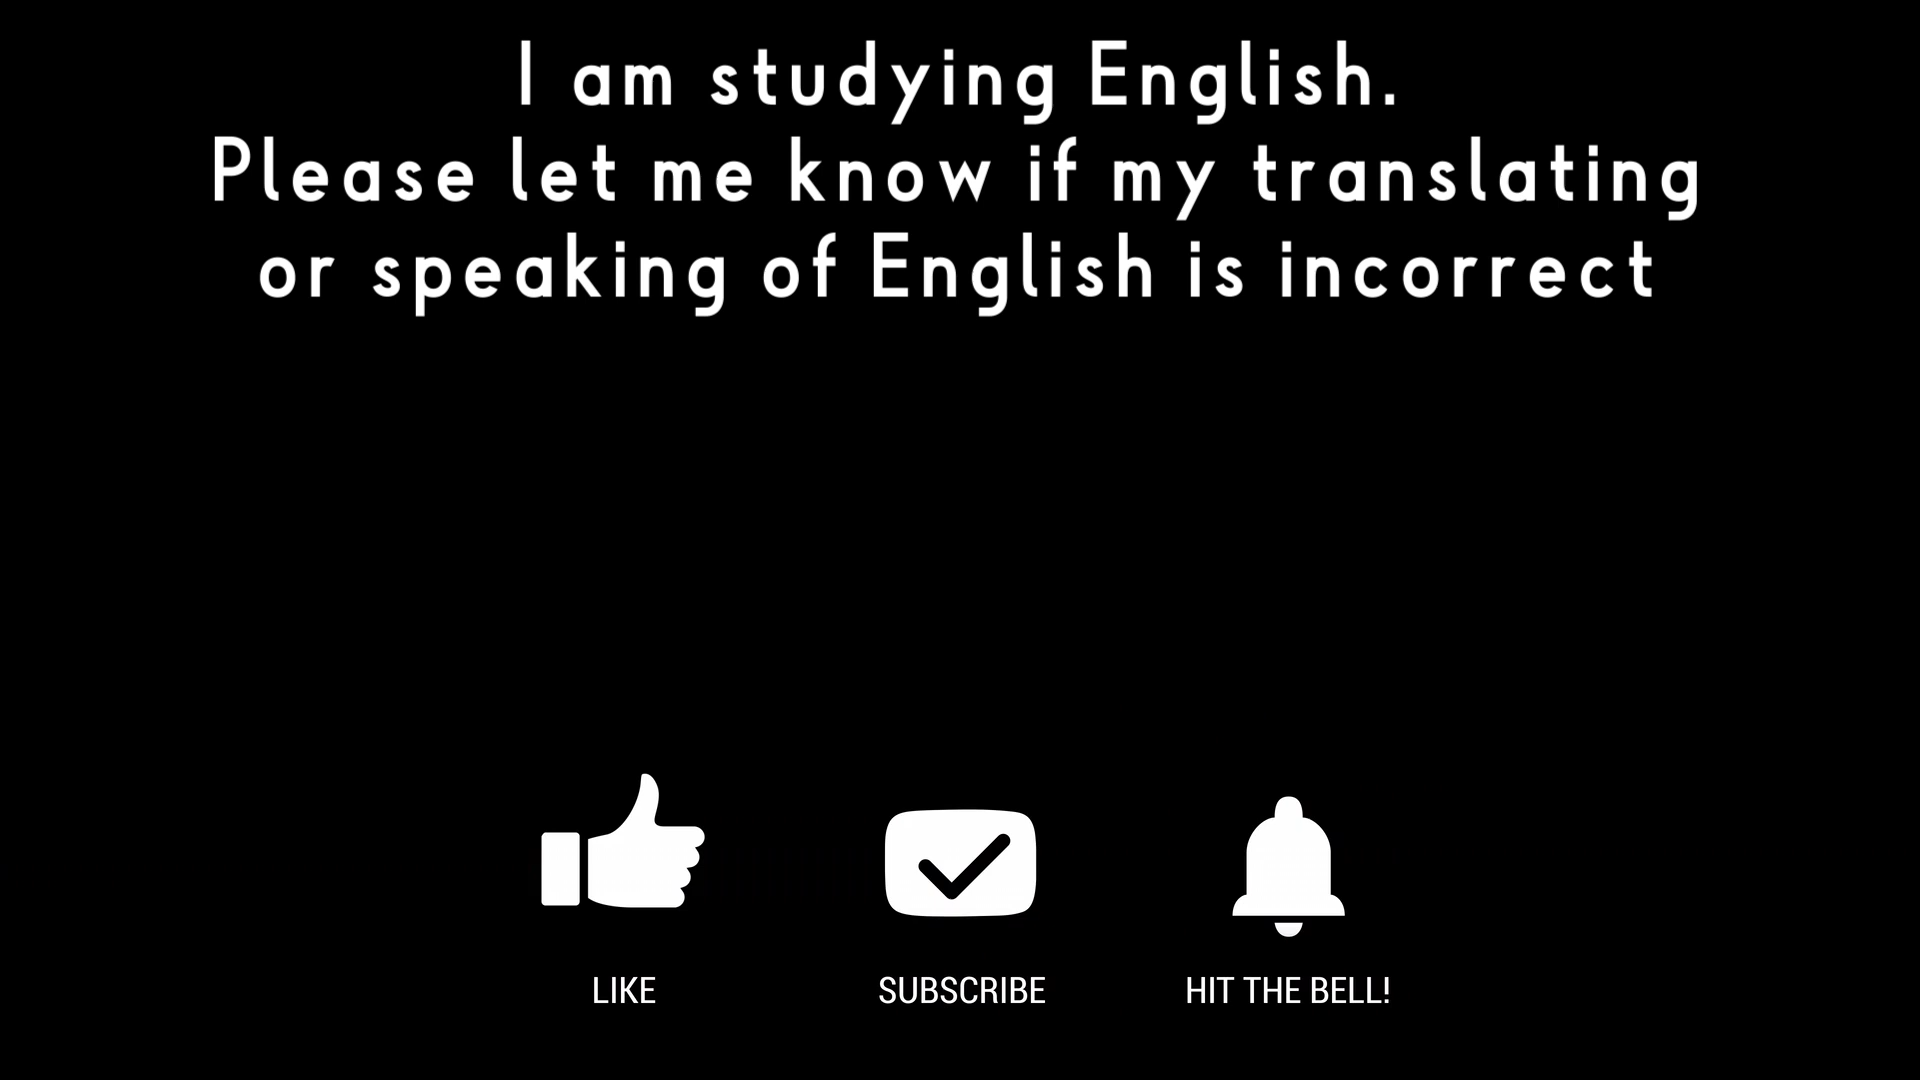 I am studying English.
Please let me know if my translating
or speaking of English is incorrect
LIKE
SUBSCRIBE
HIT THE BELL!